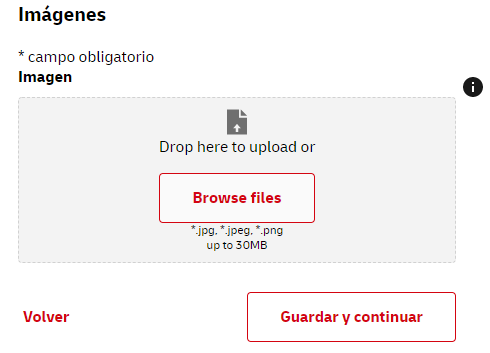 Imágenes
* campo obligatorio
Imagen
Drop here to upload or
Browse files
*.jpg, *.jpeg, *.png
up to 30MB
Volver
Guardar y continuar